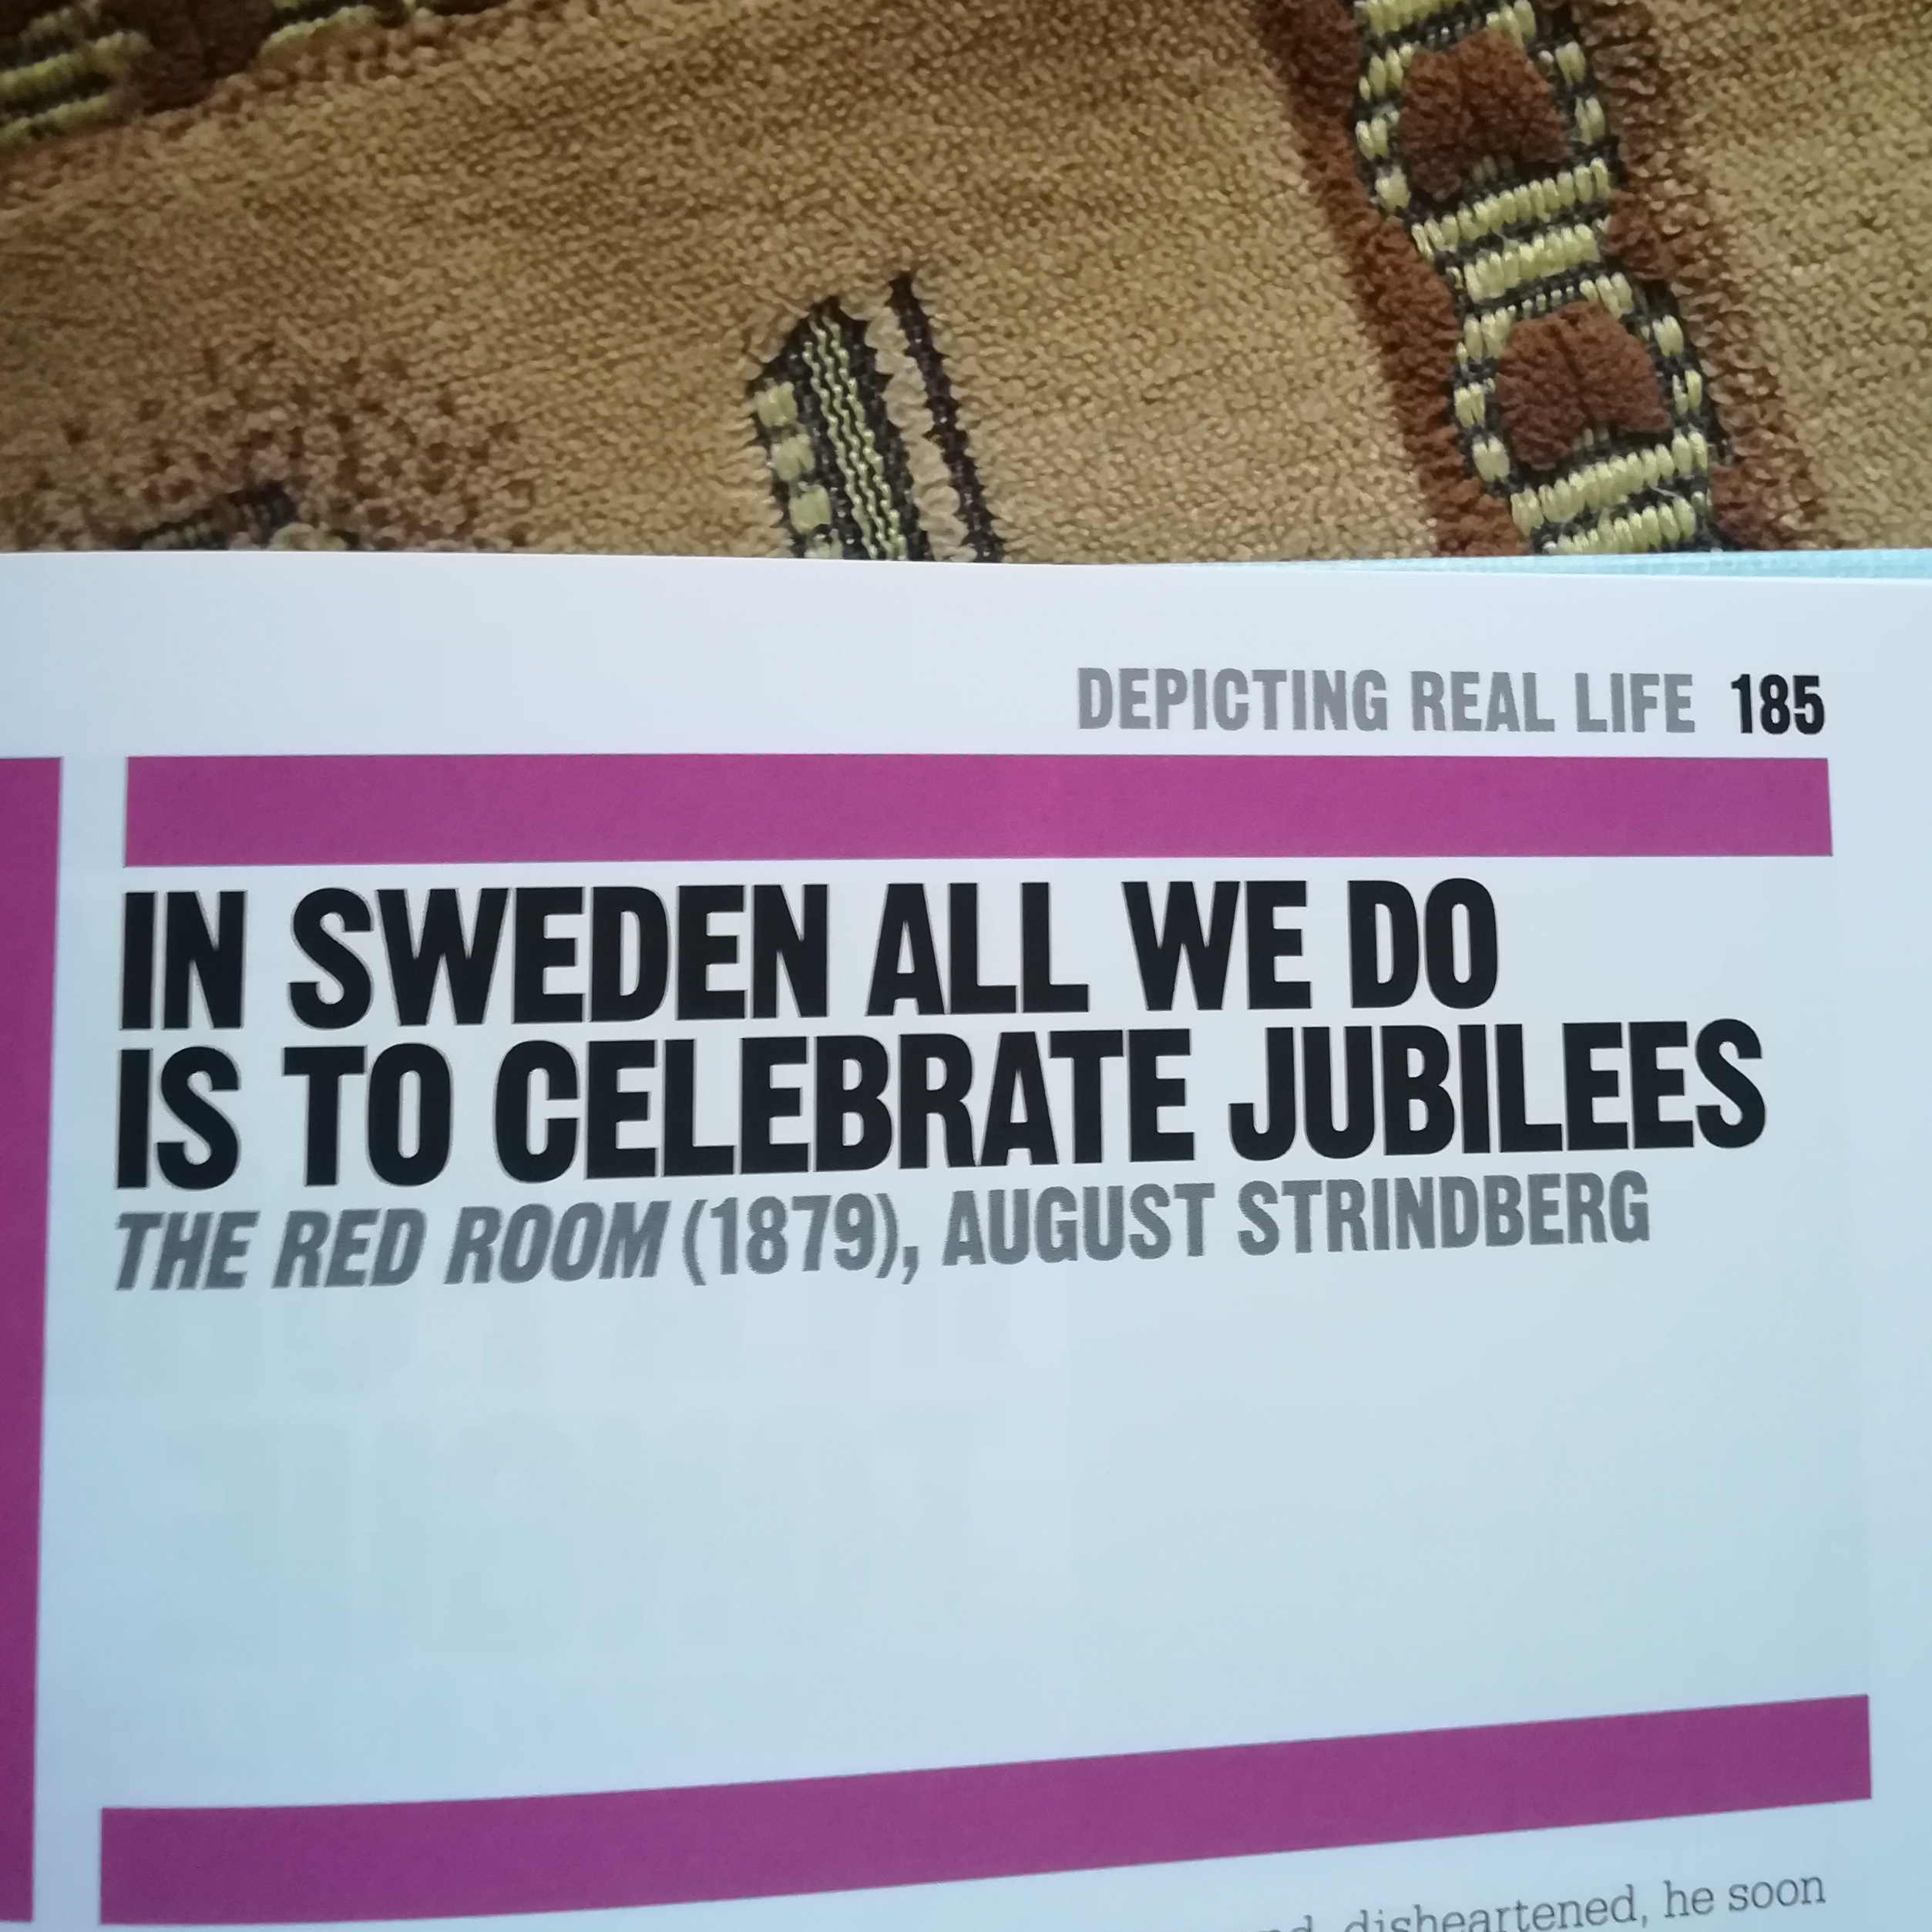 DEPICTING REAL LIFE 185
IN SWEDEN ALL WE DO
IS TO CELEBRATE JUBILEES
THE RED ROOM (1879), AUGUST STRINDBERG
disheartened, he soon